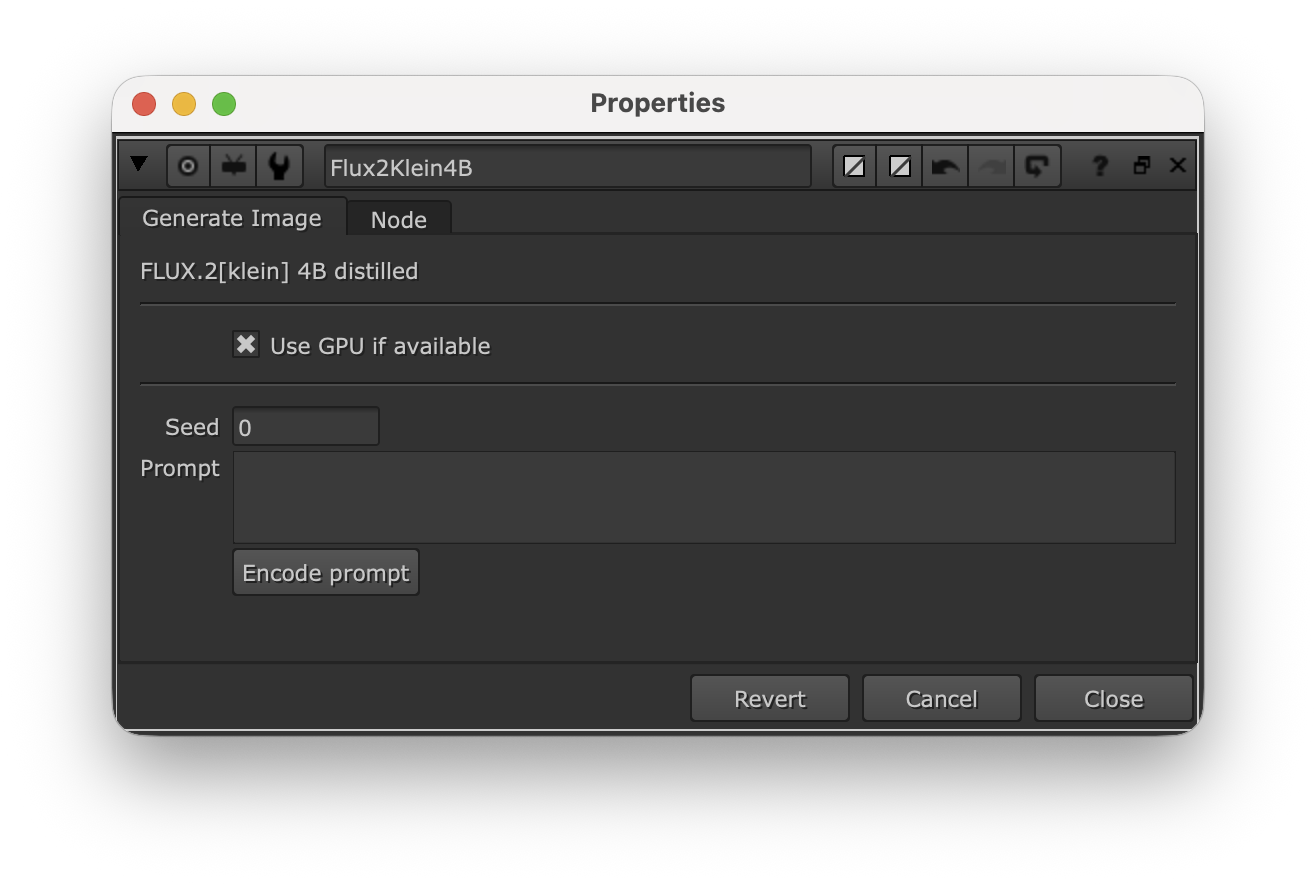 Properties
Flux2Klein4B
?
Generate Image
Node
FLUX.2[klein] 4B distilled
Use GPU if available
Seed 0
Prompt
Encode prompt
Revert
Cancel
Close